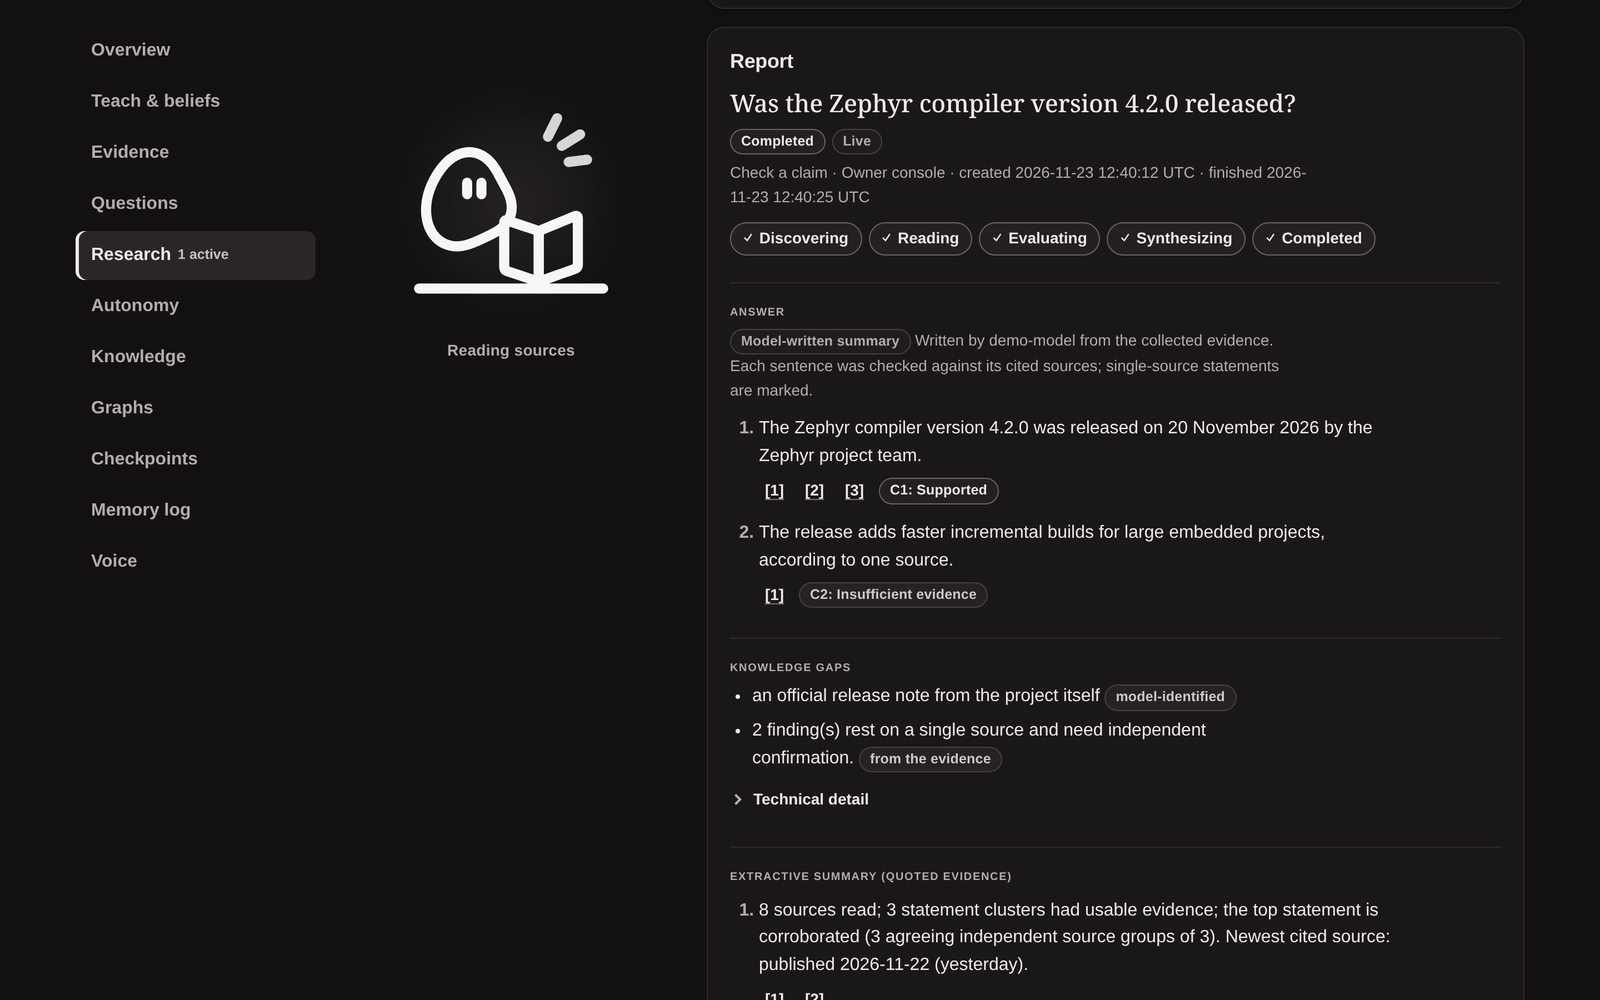 Overview
Teach & beliefs
Evidence
Questions
Research 1 active
Autonomy
Knowledge
Graphs
Checkpoints
Memory log
Voice
Reading sources
Report
Was the Zephyr compiler version 4.2.0 released?
Completed Live
Check a claim · Owner console · created 2026-11-23 12:40:12 UTC · finished 2026-
11-23 12:40:25 UTC
✓ Discovering ✓ Reading ✓ Evaluating ✓ Synthesizing ✓ Completed
ANSWER
Model-written summary Written by demo-model from the collected evidence.
Each sentence was checked against its cited sources; single-source statements
are marked.
1. The Zephyr compiler version 4.2.0 was released on 20 November 2026 by the
Zephyr project team.
[1] [2] [3] C1: Supported
2. The release adds faster incremental builds for large embedded projects,
according to one source.
[1] C2: Insufficient evidence
KNOWLEDGE GAPS
• an official release note from the project itself model-identified
• 2 finding(s) rest on a single source and need independent
confirmation. from the evidence
Technical detail
EXTRACTIVE SUMMARY (QUOTED EVIDENCE)
1. 8 sources read; 3 statement clusters had usable evidence; the top statement is
corroborated (3 agreeing independent source groups of 3). Newest cited source:
published 2026-11-22 (yesterday).
[1] [2]